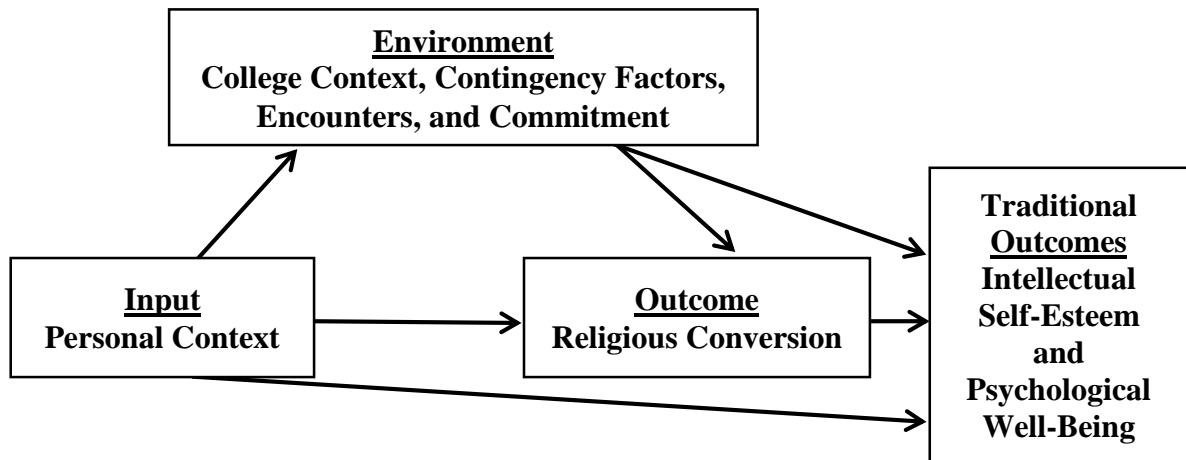 Environment
College Context, Contingency Factors,
Encounters, and Commitment
Input
Personal Context
Outcome
Religious Conversion
Traditional
Outcomes
Intellectual
Self-Esteem
and
Psychological
Well-Being